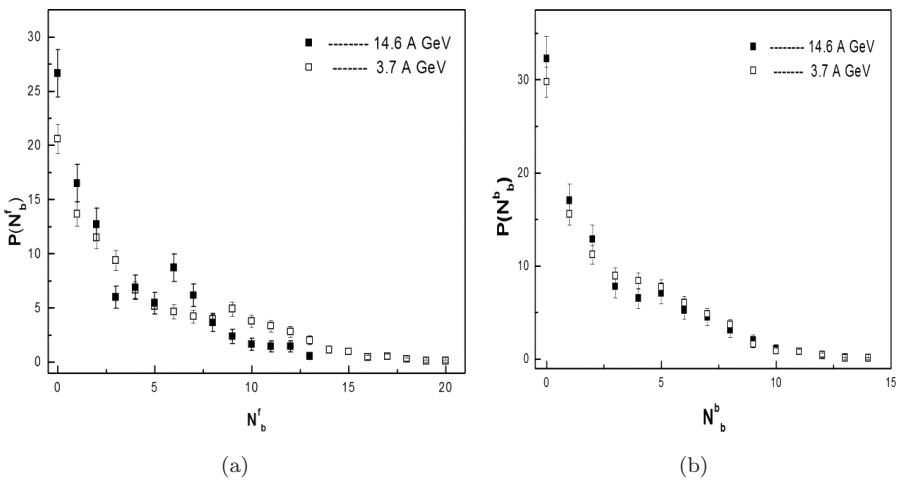 30
25
20
15
10
5
0
P(N^f_b)
■ ------- 14.6 A GeV
□ ------- 3.7 A GeV
0 5 10 15 20
N^f_b
(a)
30
20
10
0
P(N^b_b)
■ ------- 14.6 A GeV
□ ------- 3.7 A GeV
0 5 10 15
N^b_b
(b)